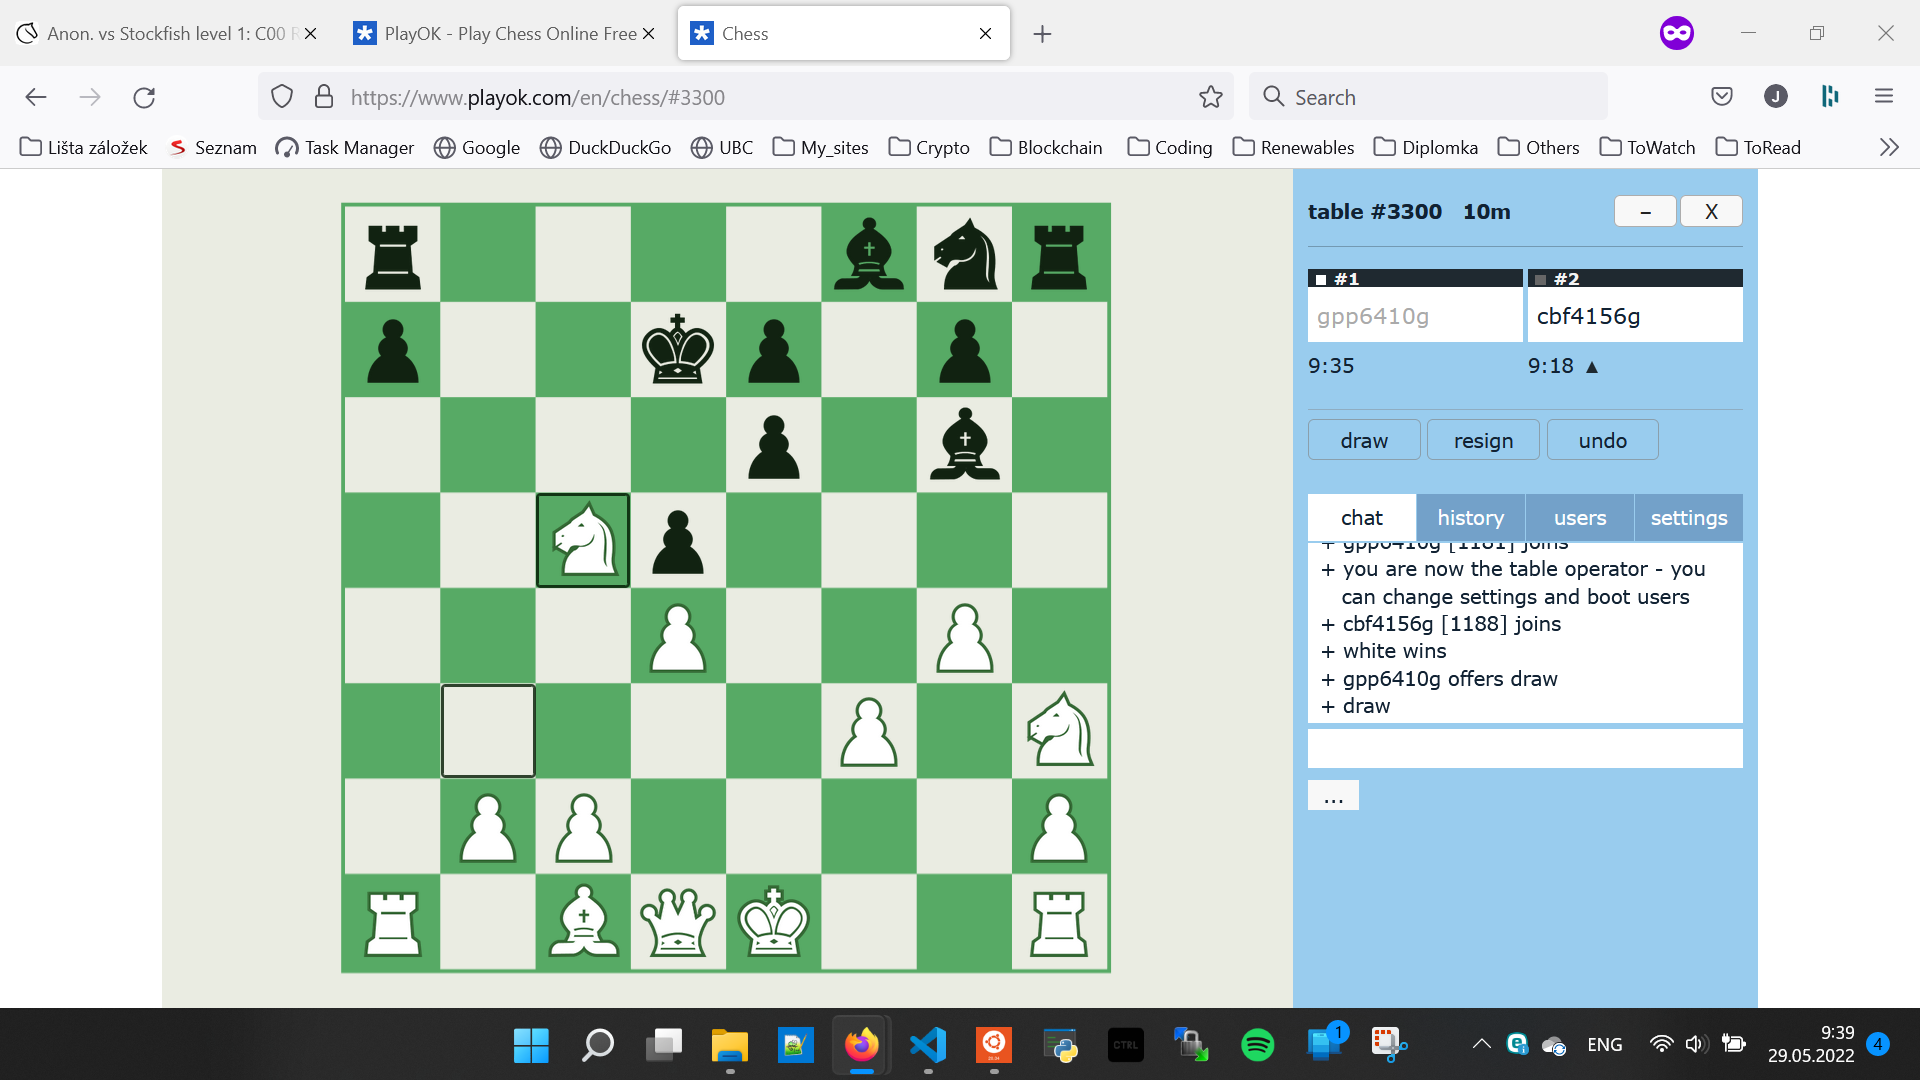 Anon. vs Stockfish level 1: C00
PlayOK - Play Chess Online Free
Chess
https://www.playok.com/en/chess/#3300
Search
J
Lišta záložek
Seznam
Task Manager
Google
DuckDuckGo
UBC
My_sites
Crypto
Blockchain
Coding
Renewables
Diplomka
Others
ToWatch
ToRead
table #3300 10m
–
X
#1
#2
gpp6410g
cbf4156g
9:35
9:18 ▲
draw
resign
undo
chat
history
users
settings
+ gpp6410g [1181] joins
+ you are now the table operator - you
can change settings and boot users
+ cbf4156g [1188] joins
+ white wins
+ gpp6410g offers draw
+ draw
...
CTRL
1
ENG
9:39
29.05.2022
4